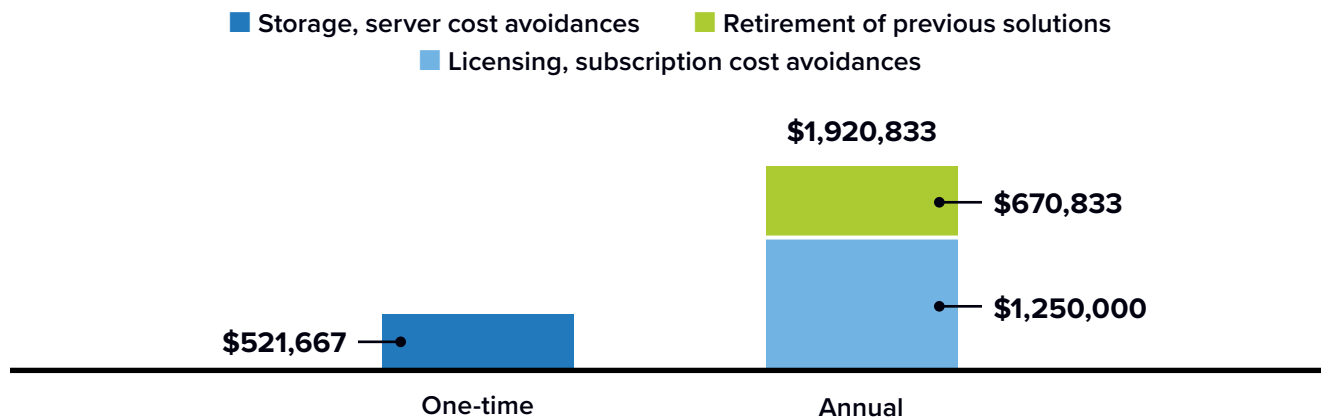 Storage, server cost avoidances Retirement of previous solutions
Licensing, subscription cost avoidances
$1,920,833
$670,833
$1,250,000
$521,667
One-time Annual